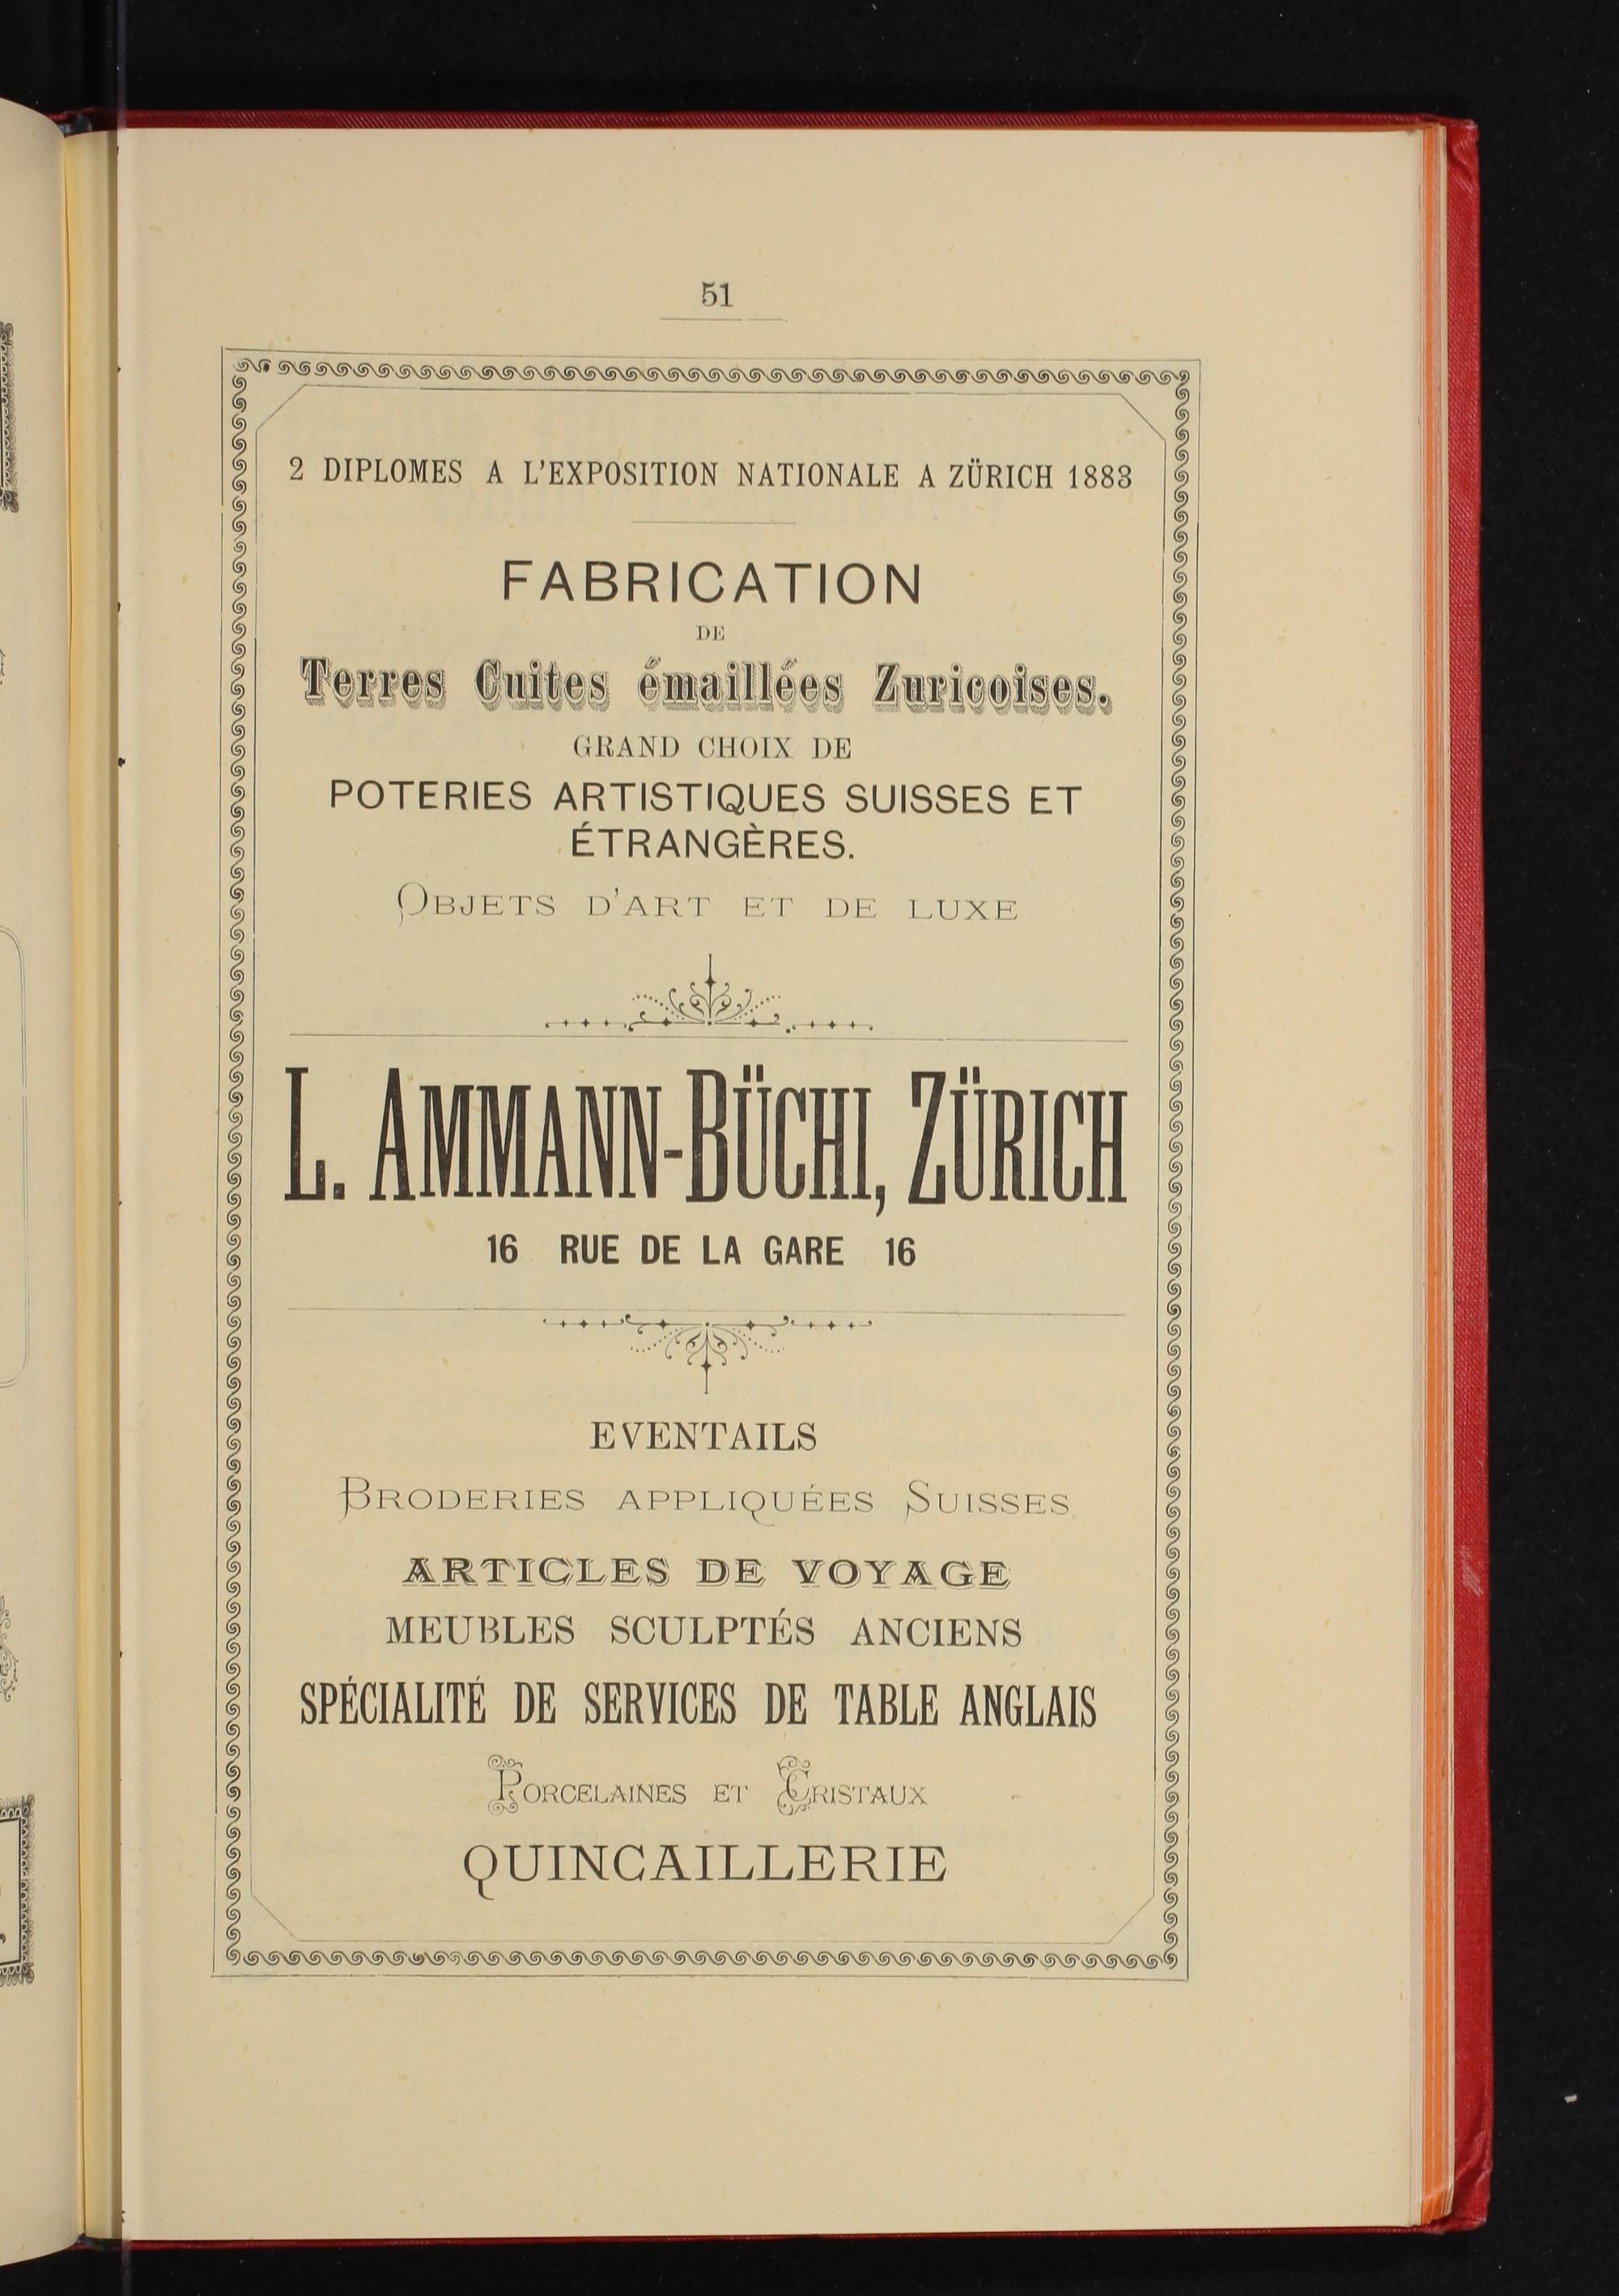 51
2 DIPLOMES A L'EXPOSITION NATIONALE A ZÜRICH 1883
FABRICATION
DE
Terres Cuites émaillées Zuricoises.
GRAND CHOIX DE
POTERIES ARTISTIQUES SUISSES ET
ÉTRANGÈRES.
OBJETS D'ART ET DE LUXE
L. AMMANN-BÜCHI, ZÜRICH
16 RUE DE LA GARE 16
EVENTAILS
BRODERIES APPLIQUÉES SUISSES
ARTICLES DE VOYAGE
MEUBLES SCULPTÉS ANCIENS
SPÉCIALITÉ DE SERVICES DE TABLE ANGLAIS
PORCELAINES ET CRISTAUX
QUINCAILLERIE